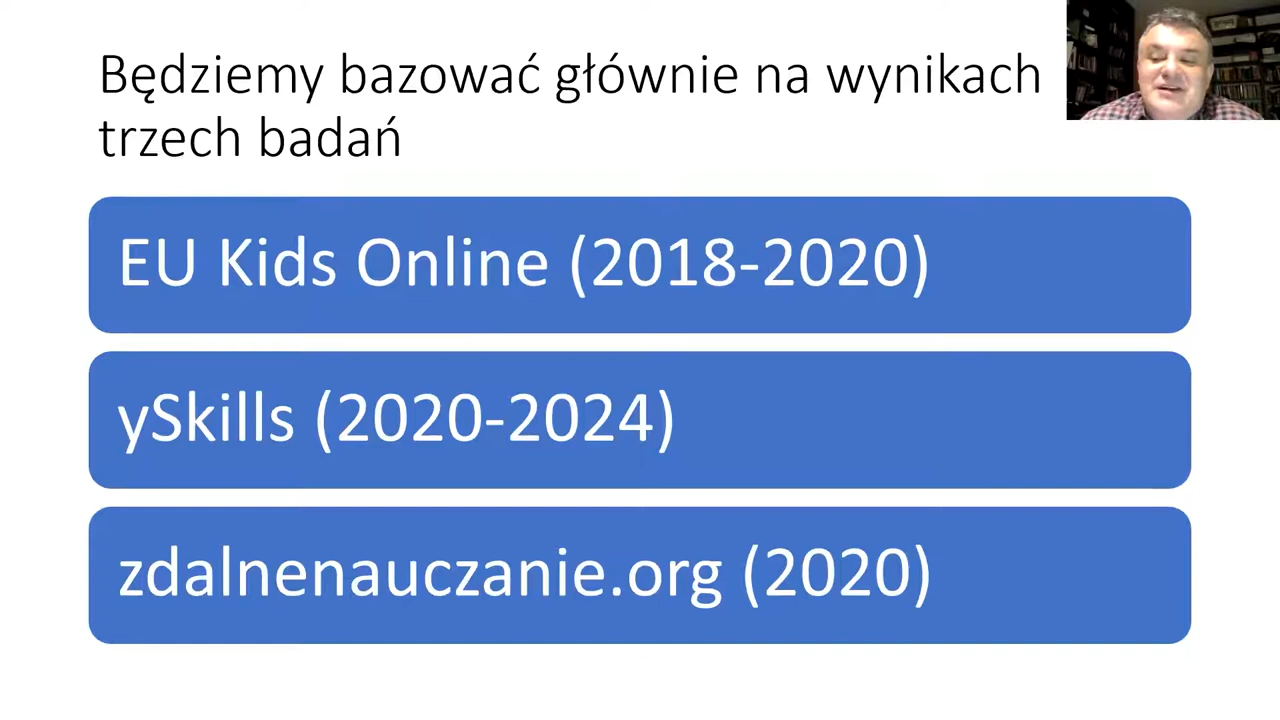 Będziemy bazować głównie na wynikach
trzech badań
EU Kids Online (2018-2020)
ySkills (2020-2024)
zdalnenauczanie.org (2020)